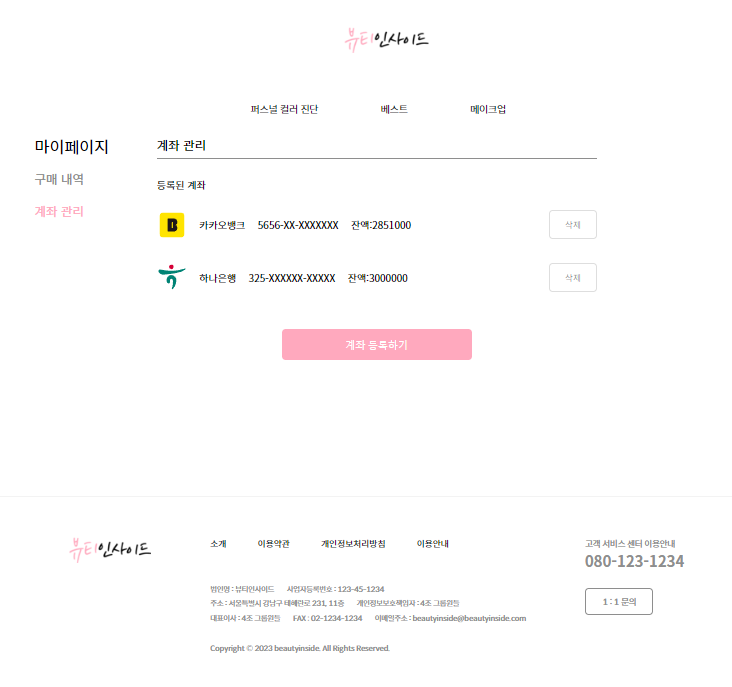 뷰티인사이드
퍼스널 컬러 진단 베스트 메이크업
마이페이지
구매 내역
계좌 관리
계좌 관리
등록된 계좌
카카오뱅크 5656-XX-XXXXXXX 잔액:2851000 삭제
하나은행 325-XXXXXX-XXXXX 잔액:3000000 삭제
계좌 등록하기
뷰티인사이드
소개 이용약관 개인정보처리방침 이용안내
법인명 : 뷰티인사이드 사업자등록번호 : 123-45-1234
주소 : 서울특별시 강남구 테헤란로 231, 11층 개인정보보호책임자 : 4조 그룹원들
대표이사 : 4조 그룹원들 FAX : 02-1234-1234 이메일주소 : beautyinside@beautyinside.com
Copyright © 2023 beautyinside. All Rights Reserved.
고객 서비스 센터 이용안내
080-123-1234
1 : 1 문의